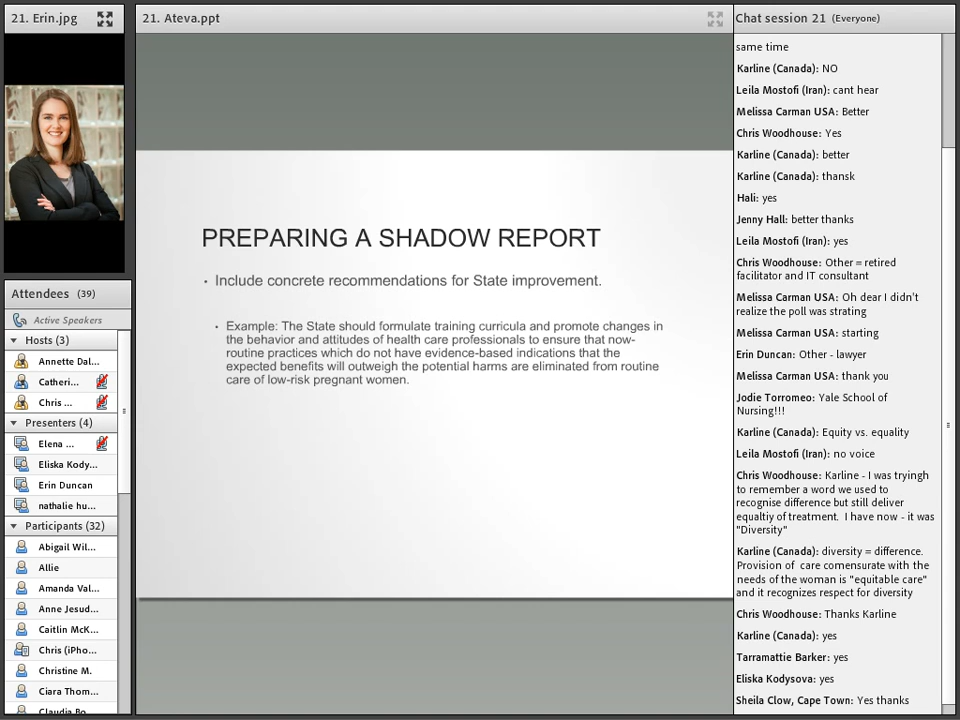 21. Erin.jpg
21. Ateva.ppt
Chat session 21 (Everyone)
PREPARING A SHADOW REPORT
• Include concrete recommendations for State improvement.
• Example: The State should formulate training curricula and promote changes in
the behavior and attitudes of health care professionals to ensure that now-
routine practices which do not have evidence-based indications that the
expected benefits will outweigh the potential harms are eliminated from routine
care of low-risk pregnant women.
Attendees (39)
Active Speakers
Hosts (3)
Annette Dal...
Catheri...
Chris ...
Presenters (4)
Elena ...
Eliska Kody...
Erin Duncan
nathalie hu...
Participants (32)
Abigail Wil...
Allie
Amanda Val...
Anne Jesud...
Caitlin McK...
Chris (iPho...
Christine M.
Ciara Thom...
Claudia Bo...
same time
Karline (Canada): NO
Leila Mostofi (Iran): cant hear
Melissa Carman USA: Better
Chris Woodhouse: Yes
Karline (Canada): better
Karline (Canada): thansk
Hali: yes
Jenny Hall: better thanks
Leila Mostofi (Iran): yes
Chris Woodhouse: Other = retired
facilitator and IT consultant
Melissa Carman USA: Oh dear I didn't
realize the poll was strating
Melissa Carman USA: starting
Erin Duncan: Other - lawyer
Melissa Carman USA: thank you
Jodie Torromeo: Yale School of
Nursing!!!
Karline (Canada): Equity vs. equality
Leila Mostofi (Iran): no voice
Chris Woodhouse: Karline - I was tryingh
to remember a word we used to
recognise difference but still deliver
equaltiy of treatment. I have now - it was
"Diversity"
Karline (Canada): diversity = difference.
Provision of care comensurate with the
needs of the woman is "equitable care"
and it recognizes respect for diversity
Chris Woodhouse: Thanks Karline
Karline (Canada): yes
Tarramattie Barker: yes
Eliska Kodysova: yes
Sheila Clow, Cape Town: Yes thanks